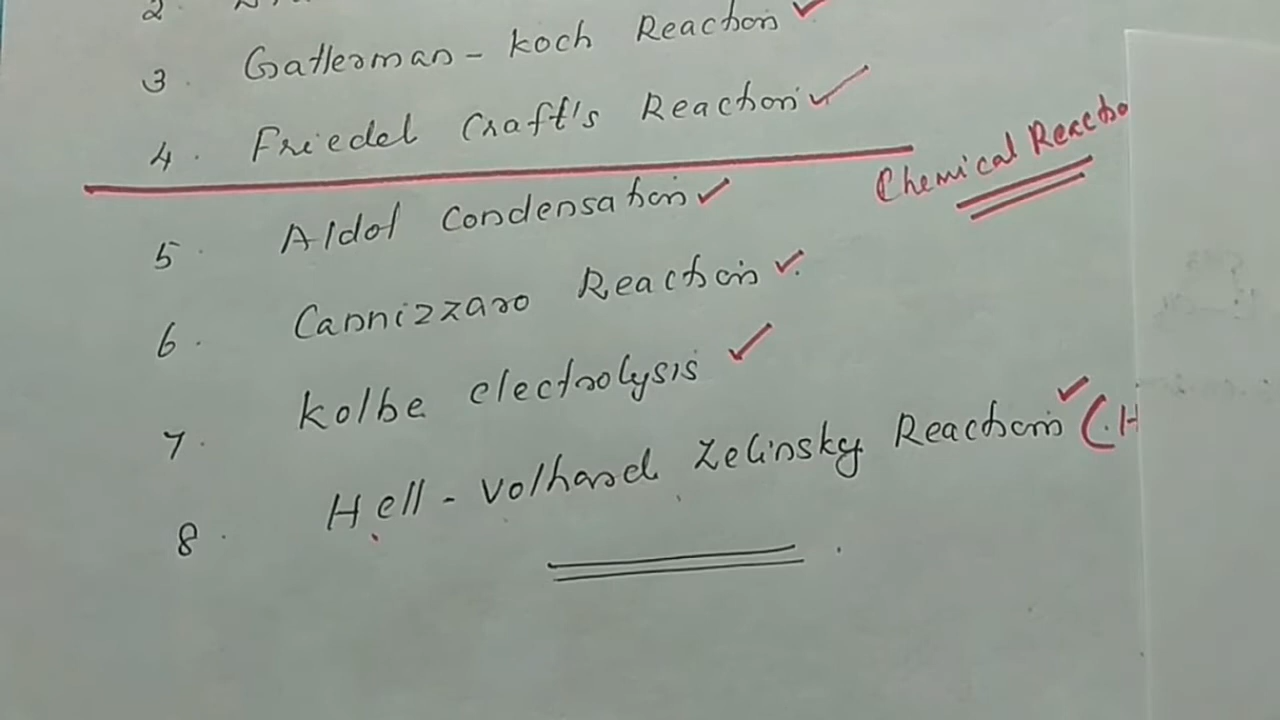 2.
3. Gatterman - Koch Reaction
4. Friedel Craft's Reaction
Chemical Reactio
5. Aldol Condensation
6. Cannizzaro Reaction
7. Kolbe electrolysis
8. Hell - Volhard Zelinsky Reaction (H